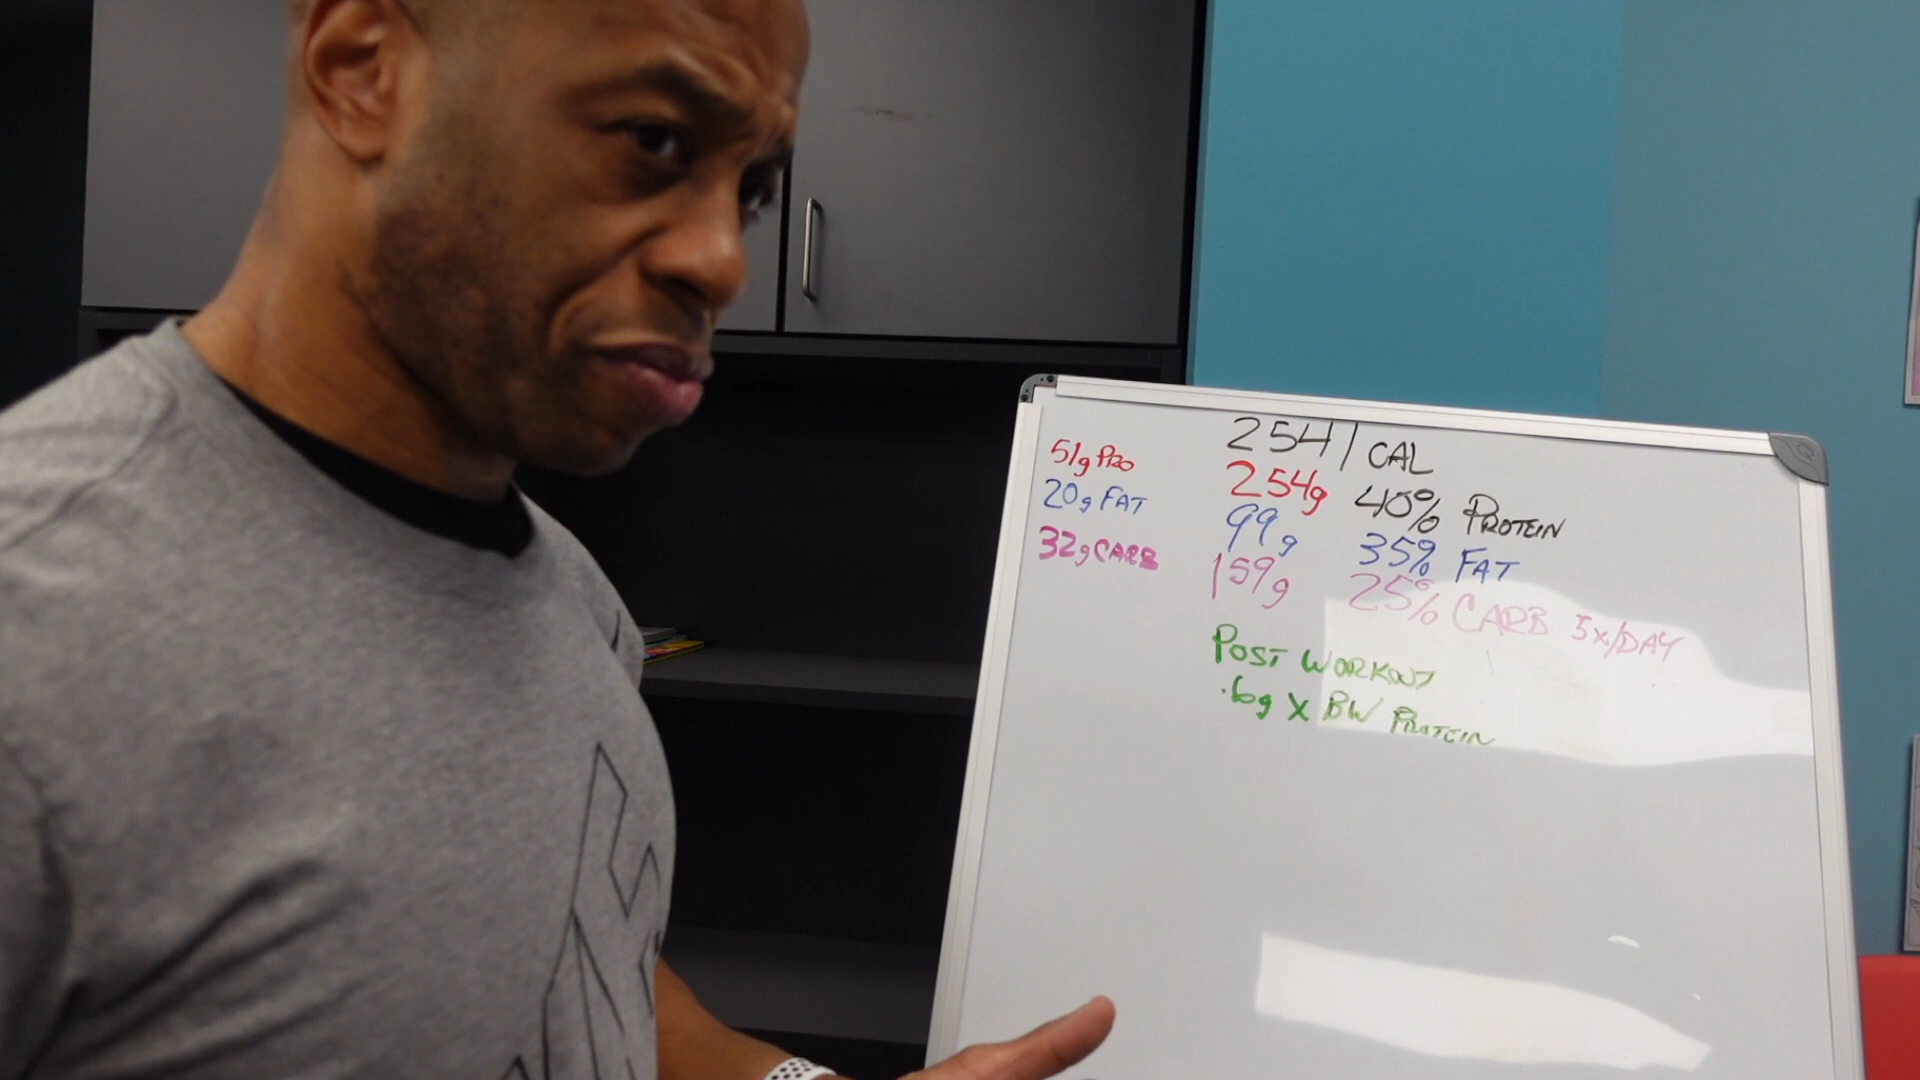 2541 CAL
51g PRO
254g 40% PROTEIN
20g FAT
99g 35% FAT
32g CARB
159g 25% CARB 5x/DAY
POST WORKOUT
.6g X BW PROTEIN